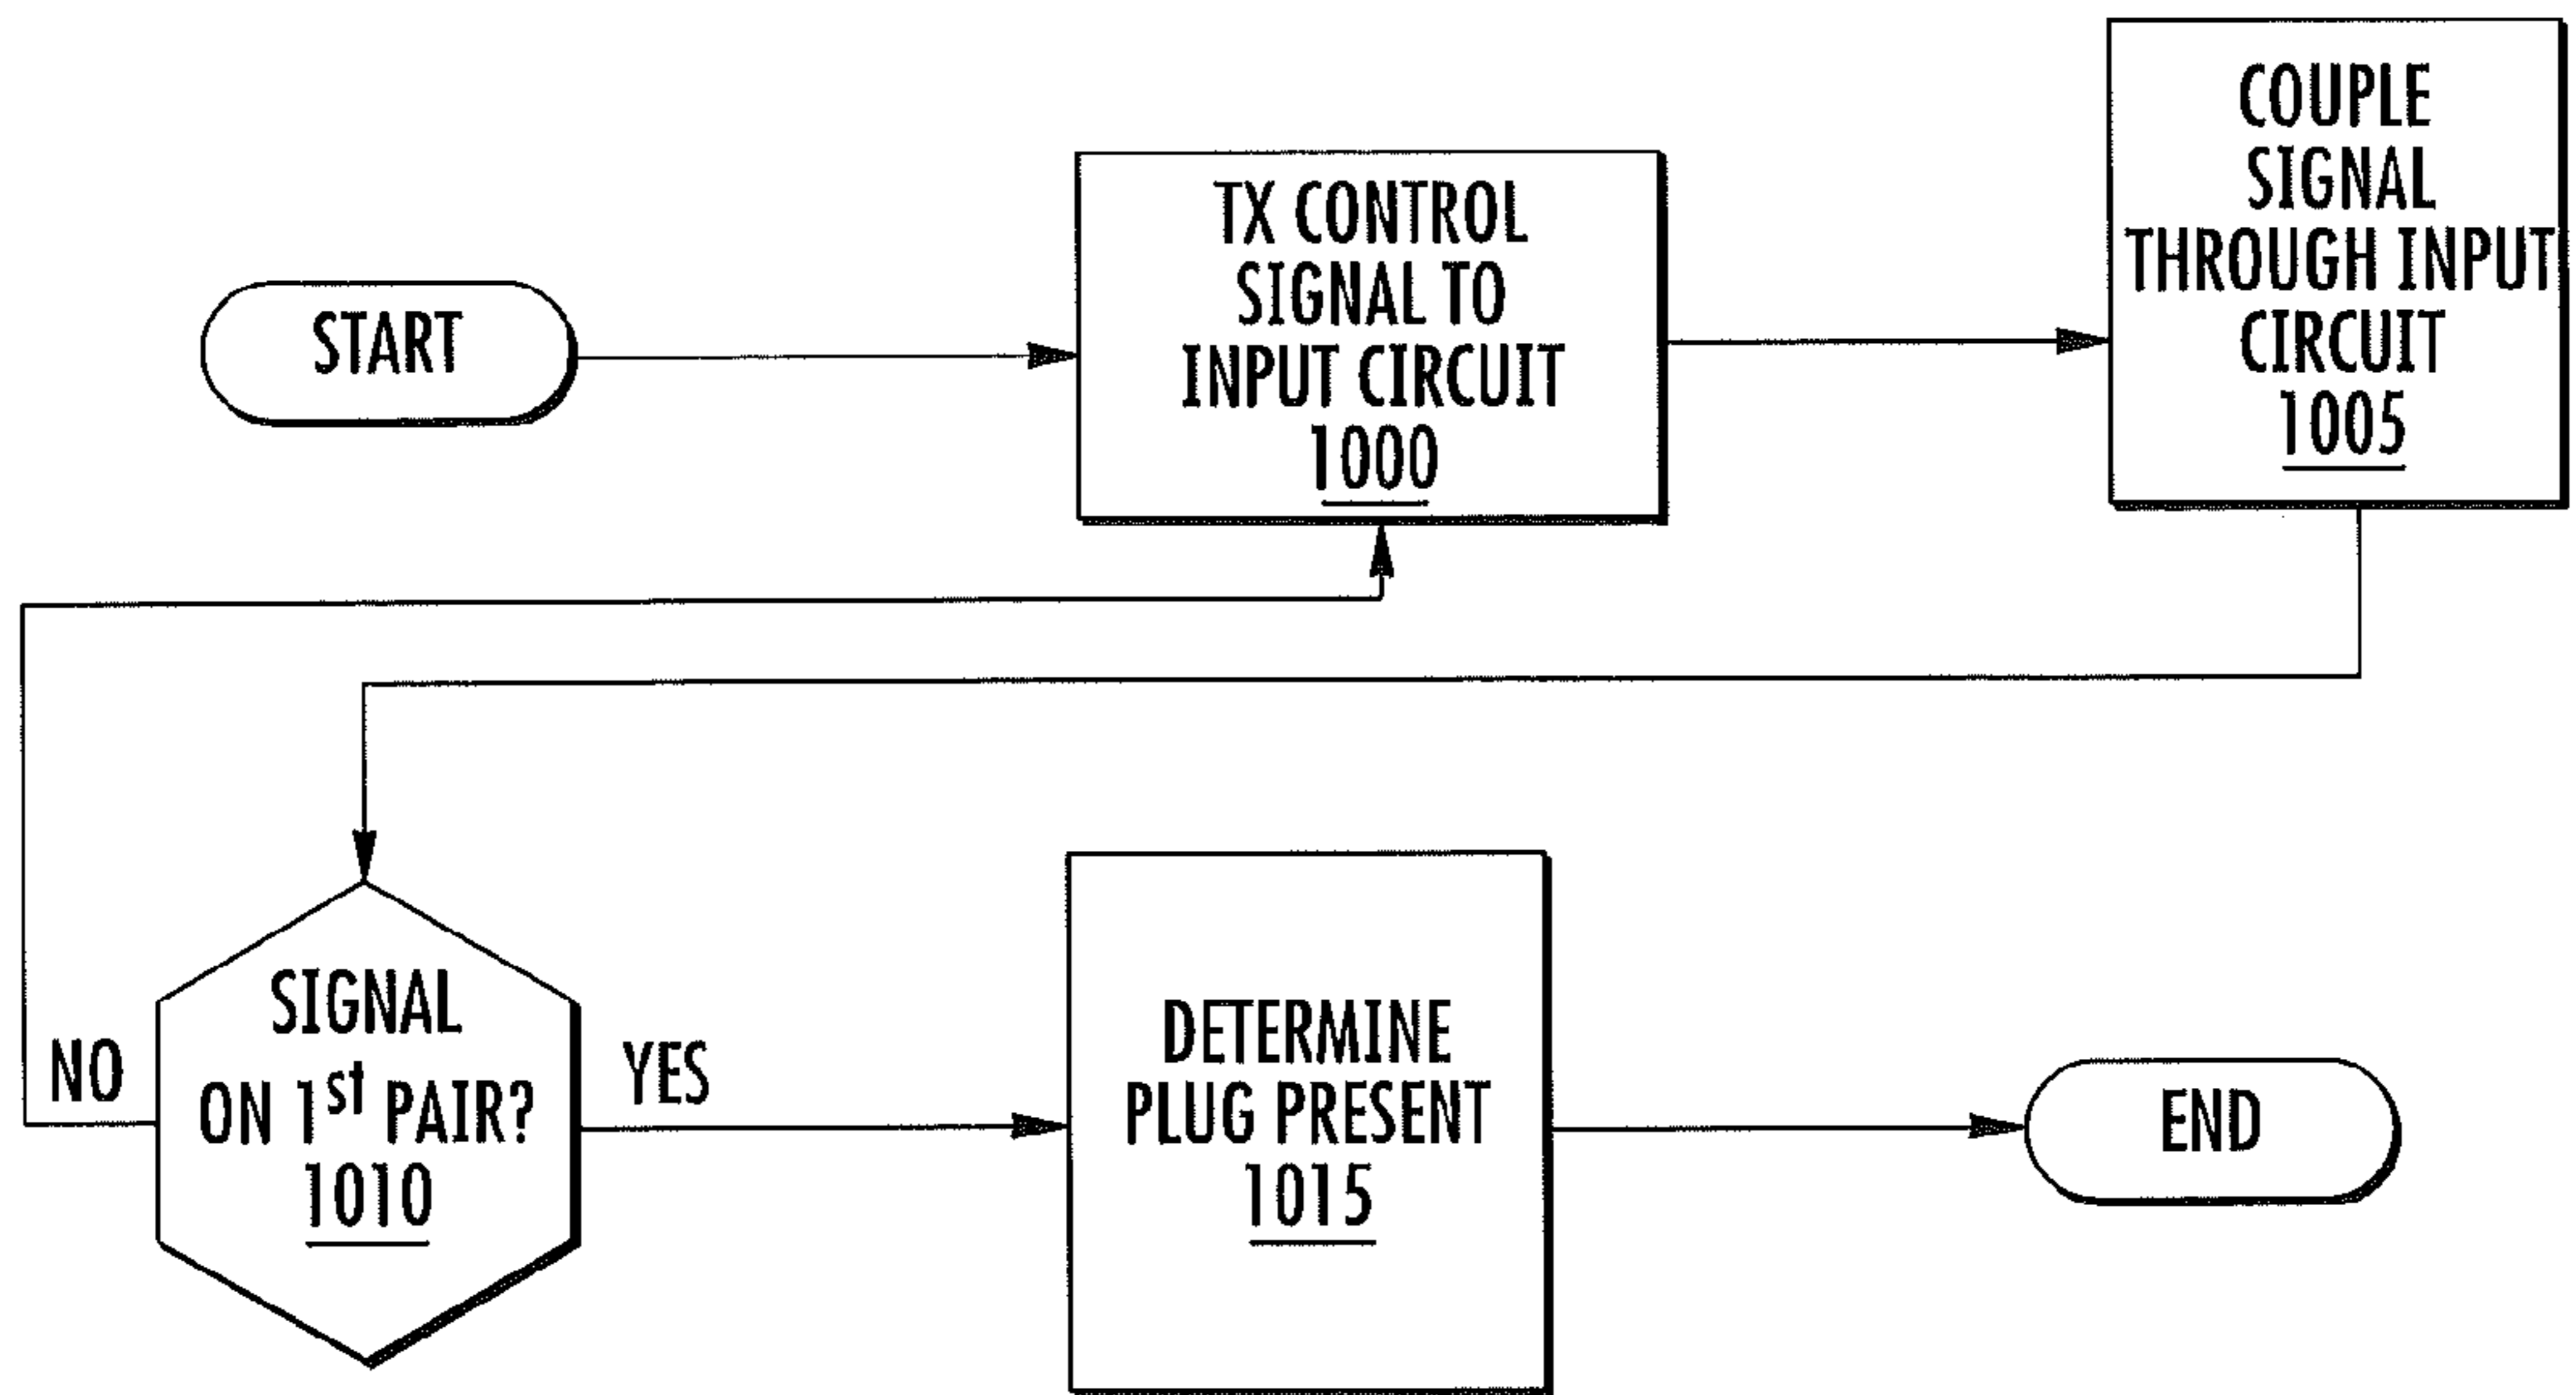 START
TX CONTROL
SIGNAL TO
INPUT CIRCUIT
1000
COUPLE
SIGNAL
THROUGH INPUT
CIRCUIT
1005
SIGNAL
ON 1st PAIR?
1010
NO
YES
DETERMINE
PLUG PRESENT
1015
END